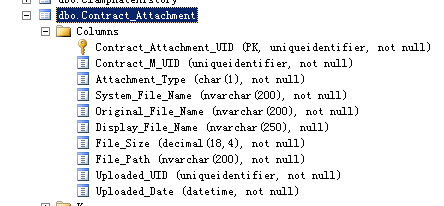 dbo.Contract_Attachment
Columns
Contract_Attachment_UID (PK, uniqueidentifier, not null)
Contract_M_UID (uniqueidentifier, not null)
Attachment_Type (char(1), not null)
System_File_Name (nvarchar(200), not null)
Original_File_Name (nvarchar(200), not null)
Display_File_Name (nvarchar(250), null)
File_Size (decimal(18,4), not null)
File_Path (nvarchar(200), not null)
Uploaded_UID (uniqueidentifier, not null)
Uploaded_Date (datetime, not null)